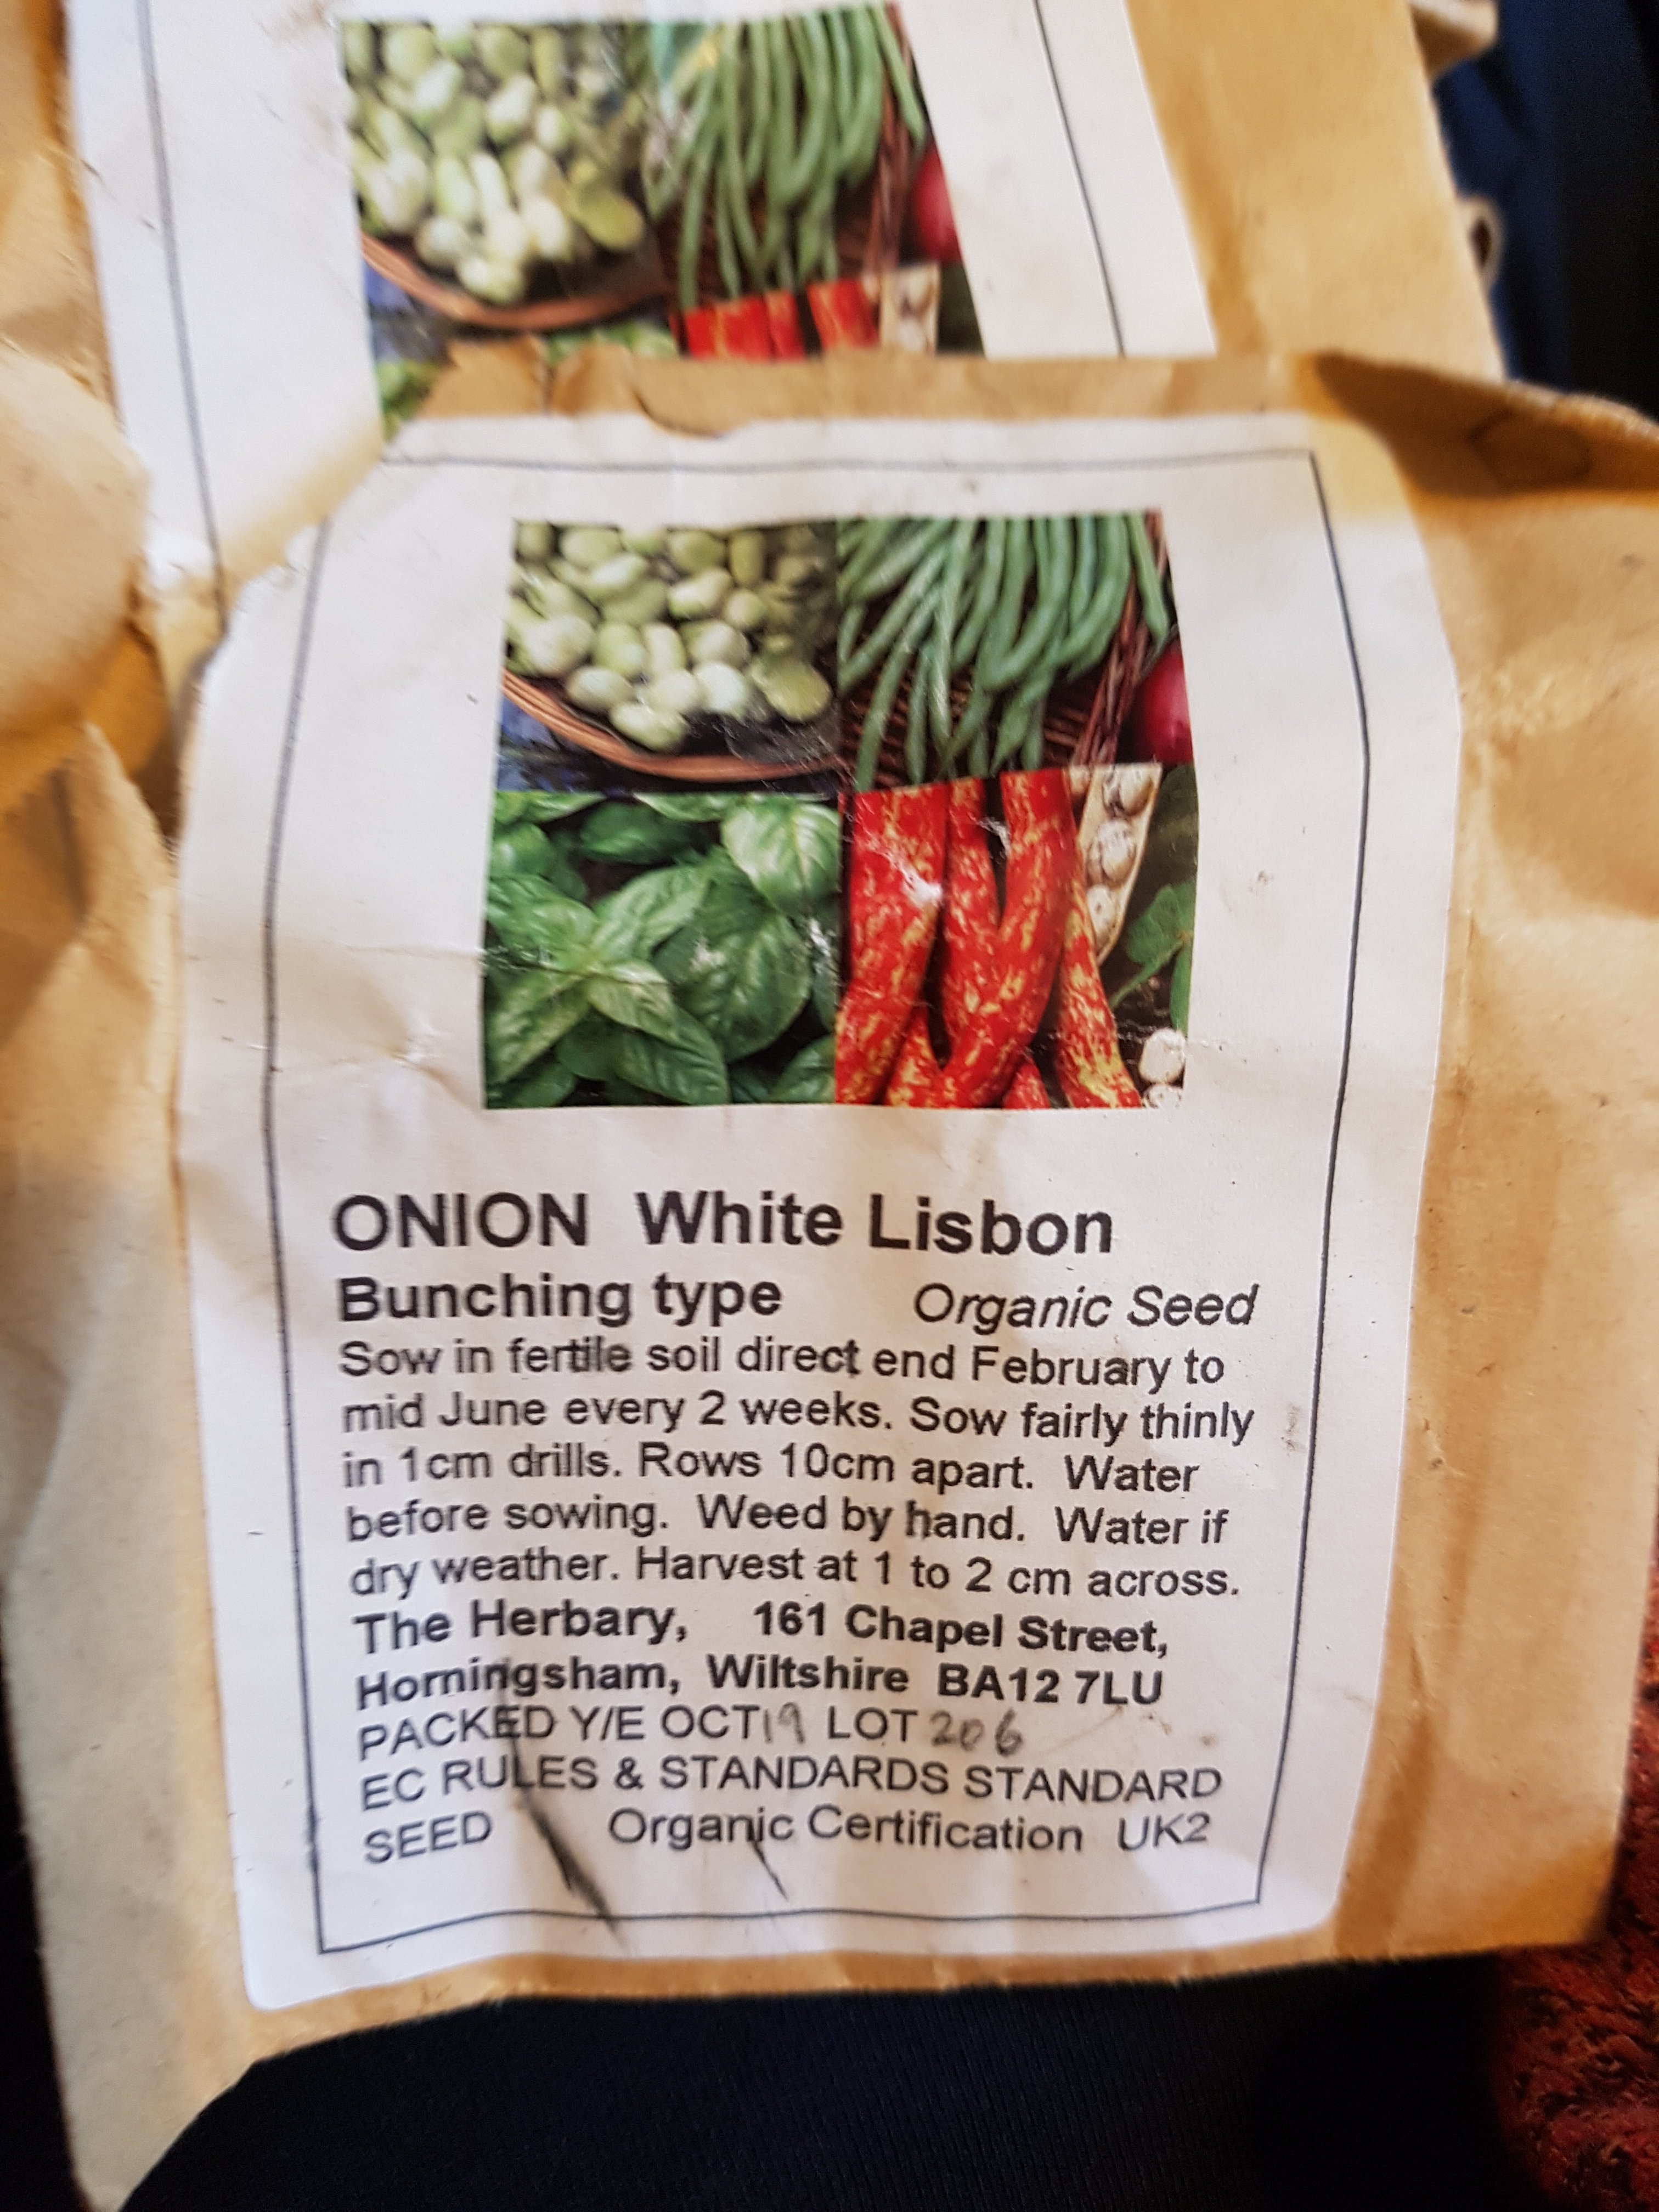 ONION White Lisbon
Bunching type Organic Seed
Sow in fertile soil direct end February to
mid June every 2 weeks. Sow fairly thinly
in 1cm drills. Rows 10cm apart. Water
before sowing. Weed by hand. Water if
dry weather. Harvest at 1 to 2 cm across.
The Herbary, 161 Chapel Street,
Horningsham, Wiltshire BA12 7LU
PACKED Y/E OCT19 LOT 206
EC RULES & STANDARDS STANDARD
SEED Organic Certification UK2